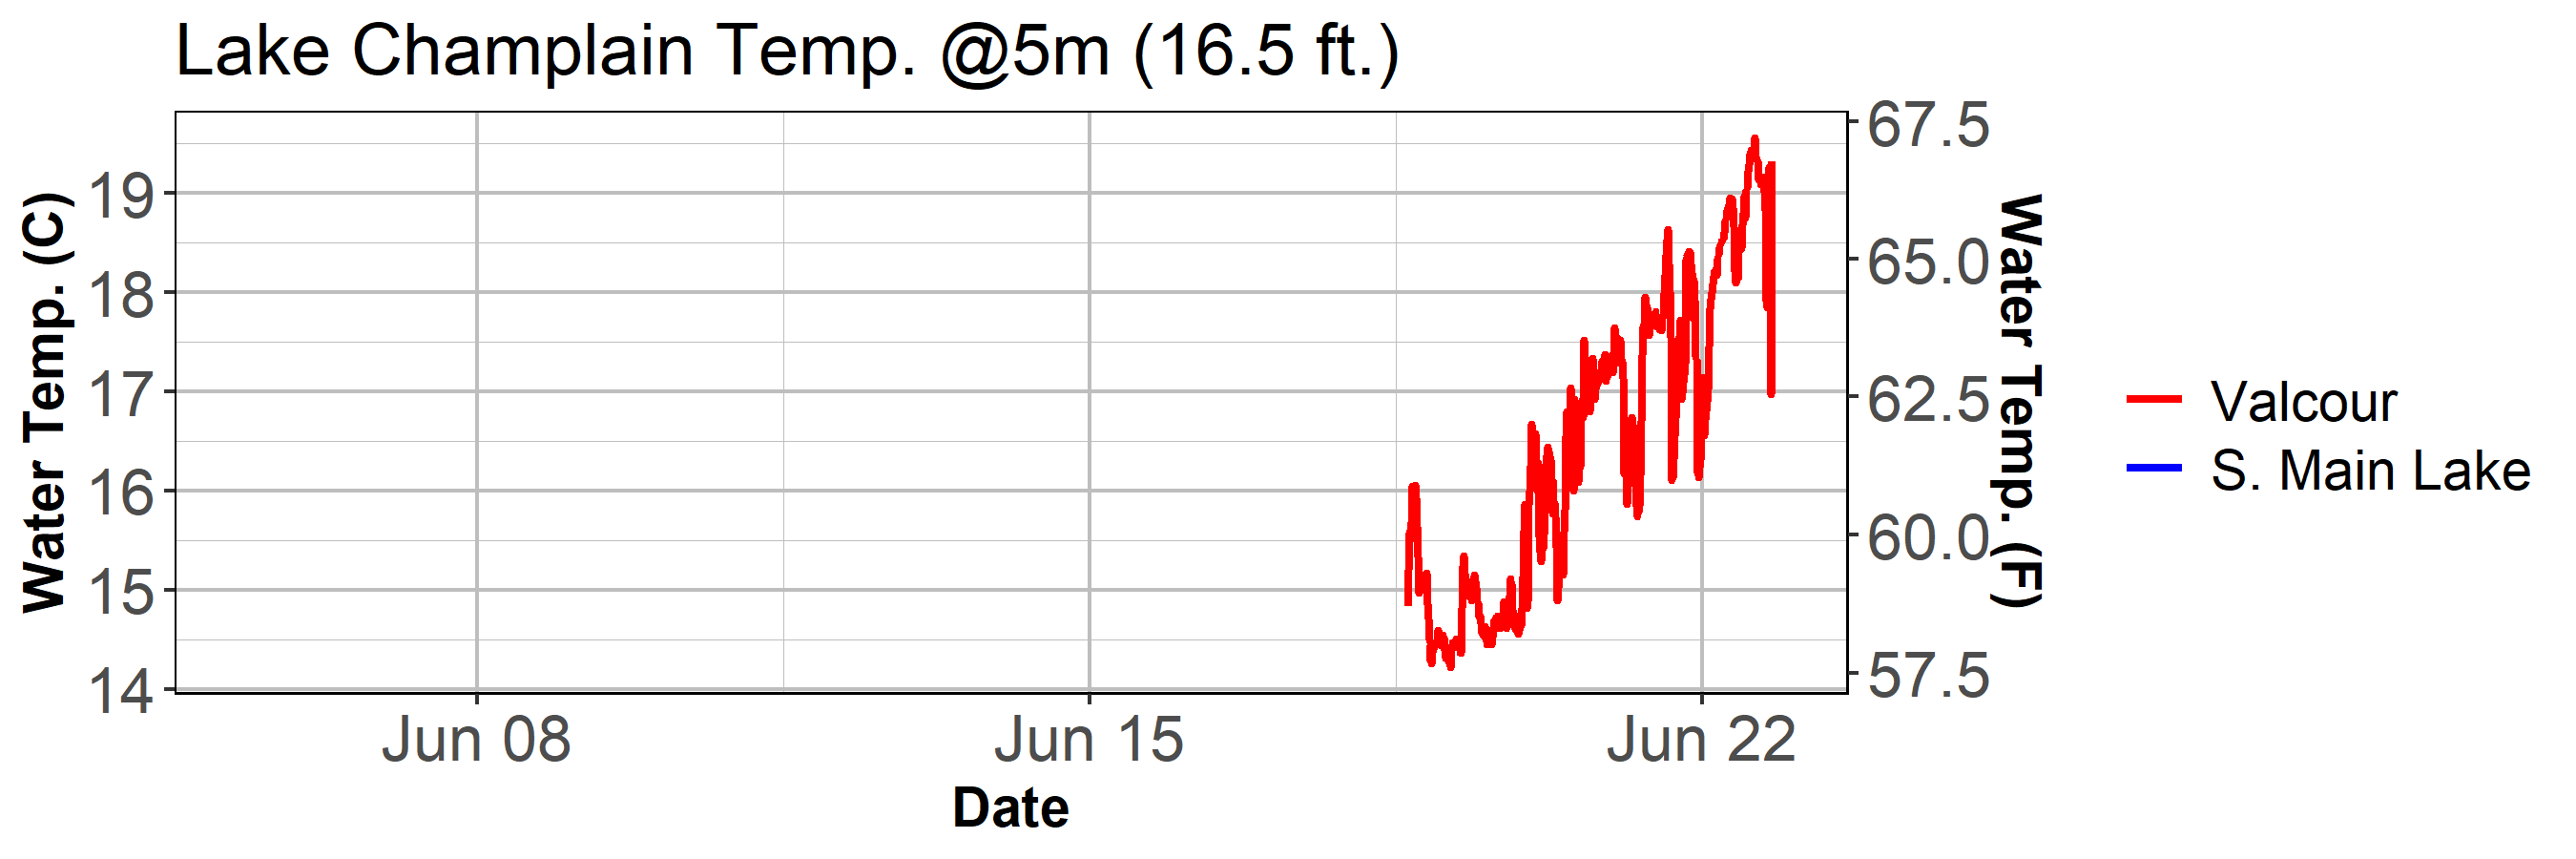 Lake Champlain Temp. @5m (16.5 ft.)
Water Temp. (C)
19
18
17
16
15
14
67.5
65.0
62.5
60.0
57.5
Water Temp. (F)
Jun 08
Jun 15
Jun 22
Date
Valcour
S. Main Lake